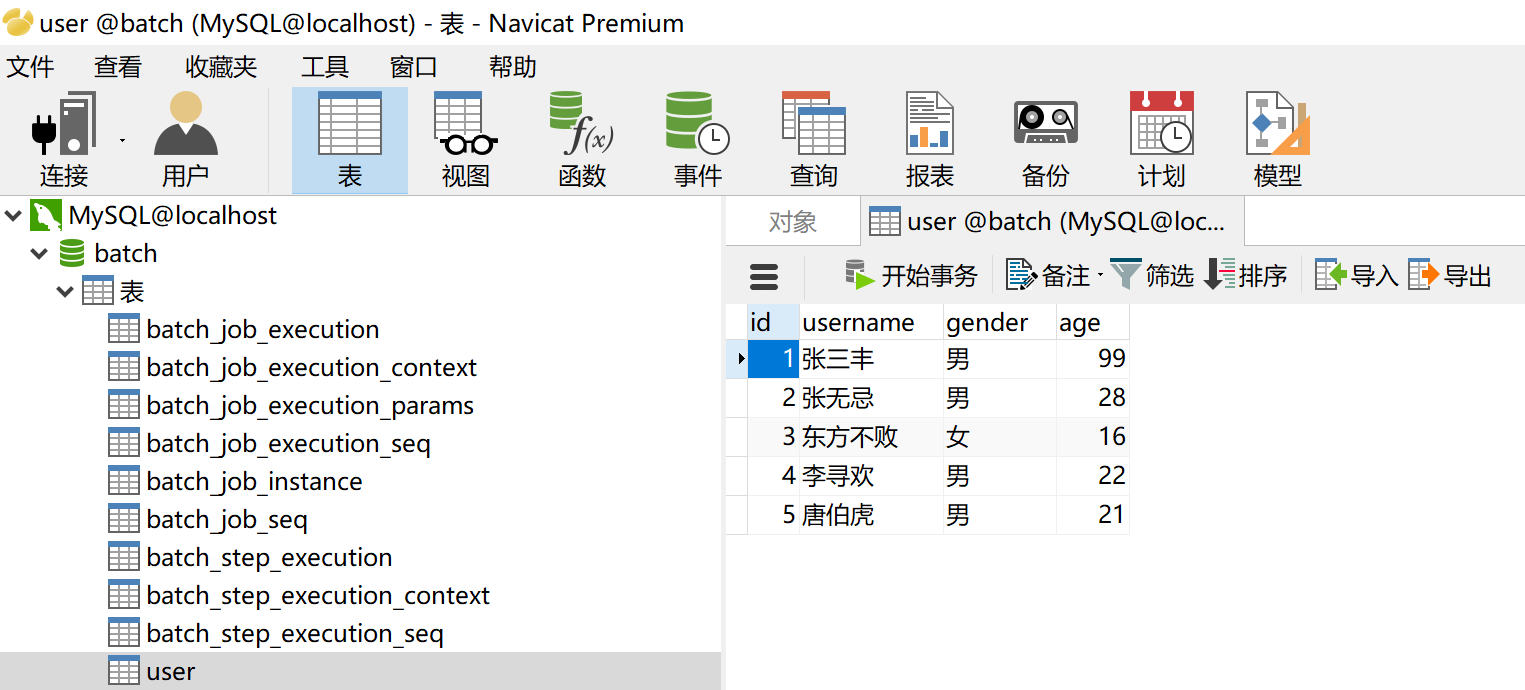 user @batch (MySQL@localhost) - 表 - Navicat Premium
文件 查看 收藏夹 工具 窗口 帮助
连接 用户 表 视图 函数 事件 查询 报表 备份 计划 模型
f(x)
MySQL@localhost
batch
表
batch_job_execution
batch_job_execution_context
batch_job_execution_params
batch_job_execution_seq
batch_job_instance
batch_job_seq
batch_step_execution
batch_step_execution_context
batch_step_execution_seq
user
对象 user @batch (MySQL@loc...
开始事务 备注 筛选 排序 导入 导出
id username gender age
1 张三丰 男 99
2 张无忌 男 28
3 东方不败 女 16
4 李寻欢 男 22
5 唐伯虎 男 21